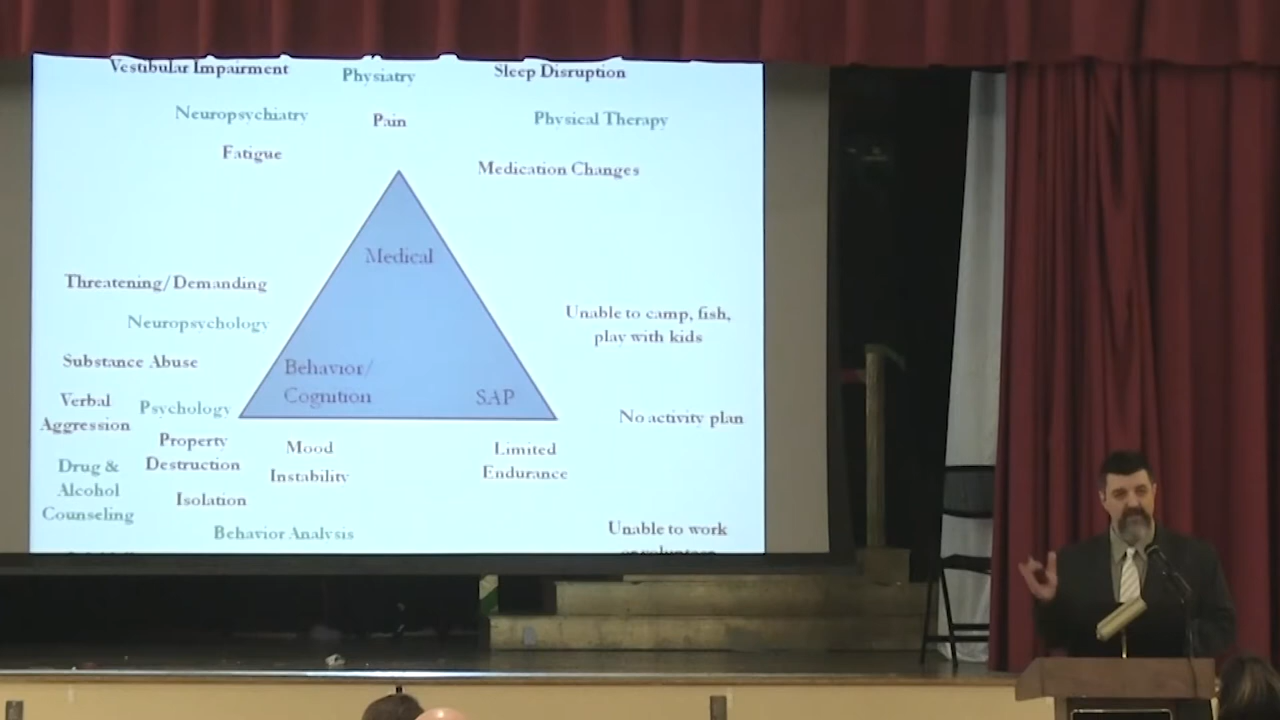 Vestibular Impairment
Physiatry
Sleep Disruption
Neuropsychiatry
Pain
Physical Therapy
Fatigue
Medication Changes
Medical
Threatening/Demanding
Neuropsychology
Unable to camp, fish,
play with kids
Substance Abuse
Behavior/
Cognition
SAP
Verbal
Aggression
Psychology
No activity plan
Property
Destruction
Mood
Instability
Limited
Endurance
Drug &
Alcohol
Counseling
Isolation
Behavior Analysis
Unable to work
or volunteer